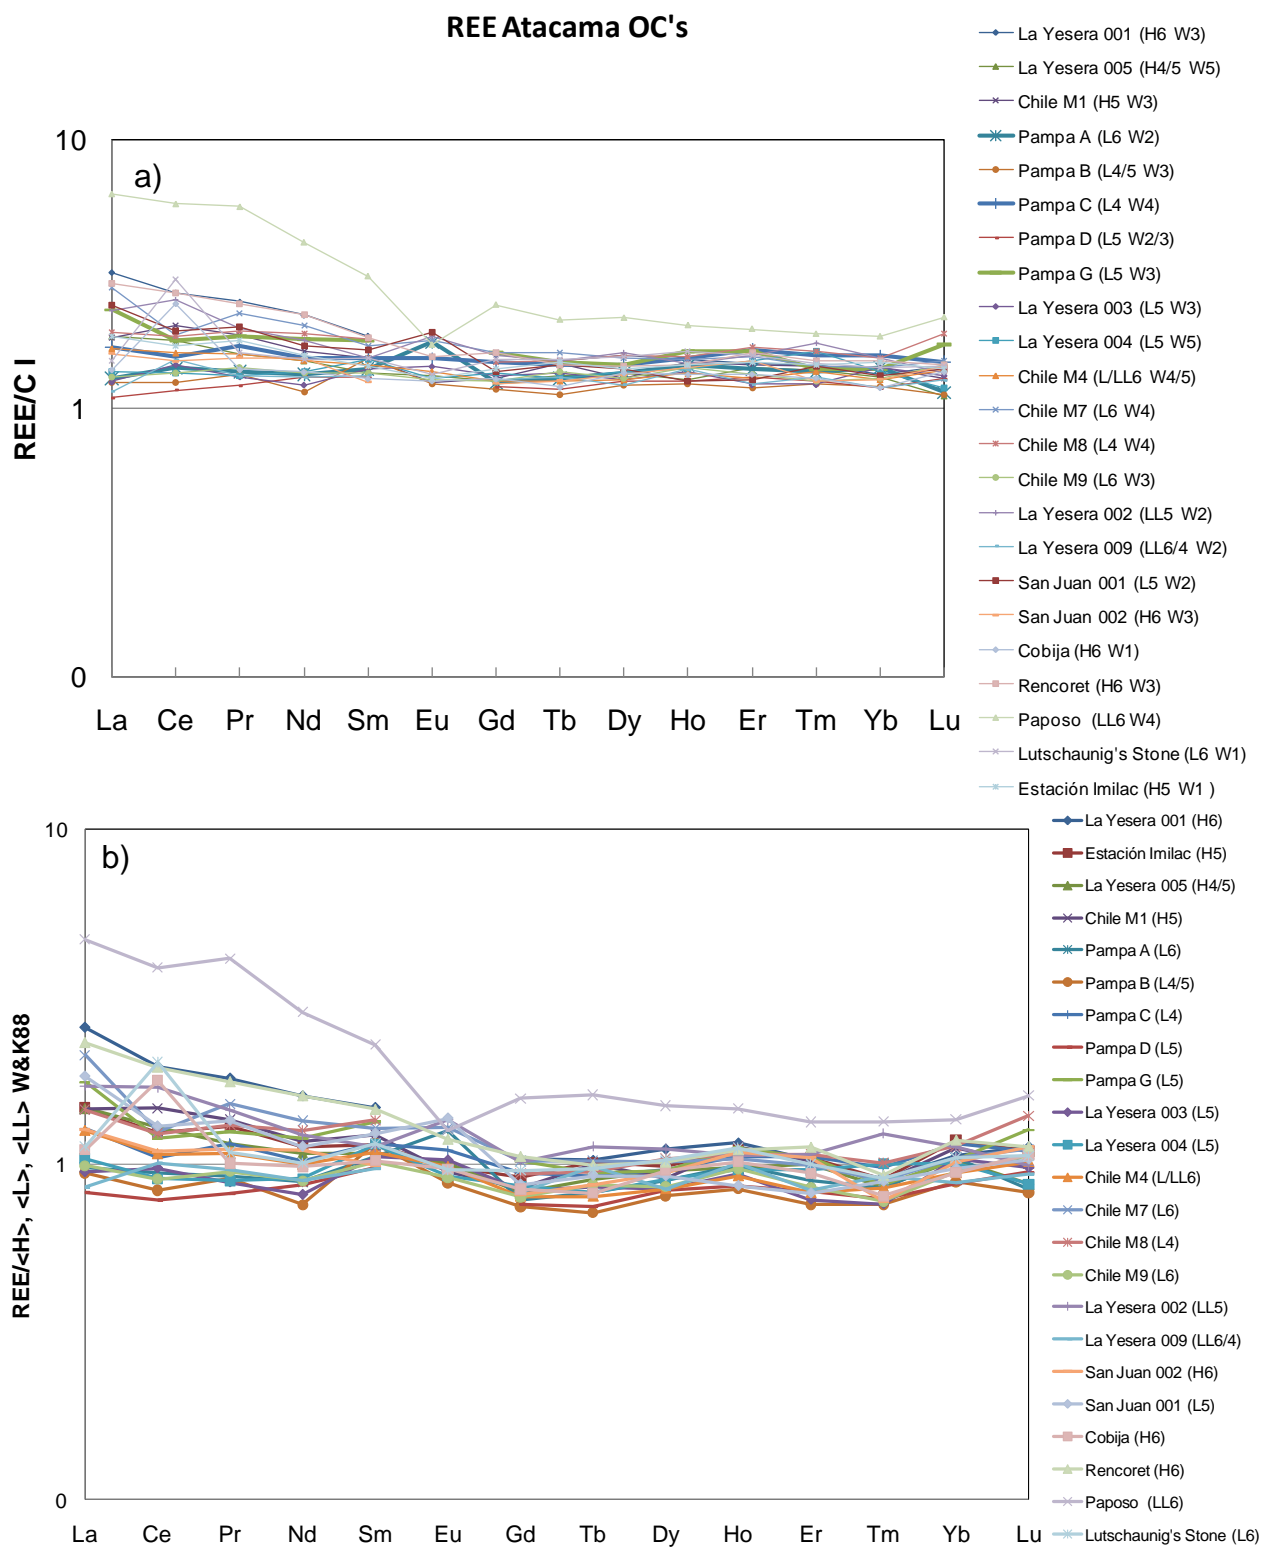 REE Atacama OC's
La Yesera 001 (H6 W3)
La Yesera 005 (H4/5 W5)
Chile M1 (H5 W3)
Pampa A (L6 W2)
Pampa B (L4/5 W3)
Pampa C (L4 W4)
Pampa D (L5 W2/3)
Pampa G (L5 W3)
La Yesera 003 (L5 W3)
La Yesera 004 (L5 W5)
Chile M4 (L/LL6 W4/5)
Chile M7 (L6 W4)
Chile M8 (L4 W4)
Chile M9 (L6 W3)
La Yesera 002 (LL5 W2)
La Yesera 009 (LL6/4 W2)
San Juan 001 (L5 W2)
San Juan 002 (H6 W3)
Cobija (H6 W1)
Rencoret (H6 W3)
Paposo (LL6 W4)
Lutschaunig's Stone (L6 W1)
Estación Imilac (H5 W1 )
10
a)
REE/C I
1
0
La Ce Pr Nd Sm Eu Gd Tb Dy Ho Er Tm Yb Lu
10
b)
REE/<H>, <L>, <LL> W&K88
1
0
La Ce Pr Nd Sm Eu Gd Tb Dy Ho Er Tm Yb Lu
La Yesera 001 (H6)
Estación Imilac (H5)
La Yesera 005 (H4/5)
Chile M1 (H5)
Pampa A (L6)
Pampa B (L4/5)
Pampa C (L4)
Pampa D (L5)
Pampa G (L5)
La Yesera 003 (L5)
La Yesera 004 (L5)
Chile M4 (L/LL6)
Chile M7 (L6)
Chile M8 (L4)
Chile M9 (L6)
La Yesera 002 (LL5)
La Yesera 009 (LL6/4)
San Juan 002 (H6)
San Juan 001 (L5)
Cobija (H6)
Rencoret (H6)
Paposo (LL6)
Lutschaunig's Stone (L6)